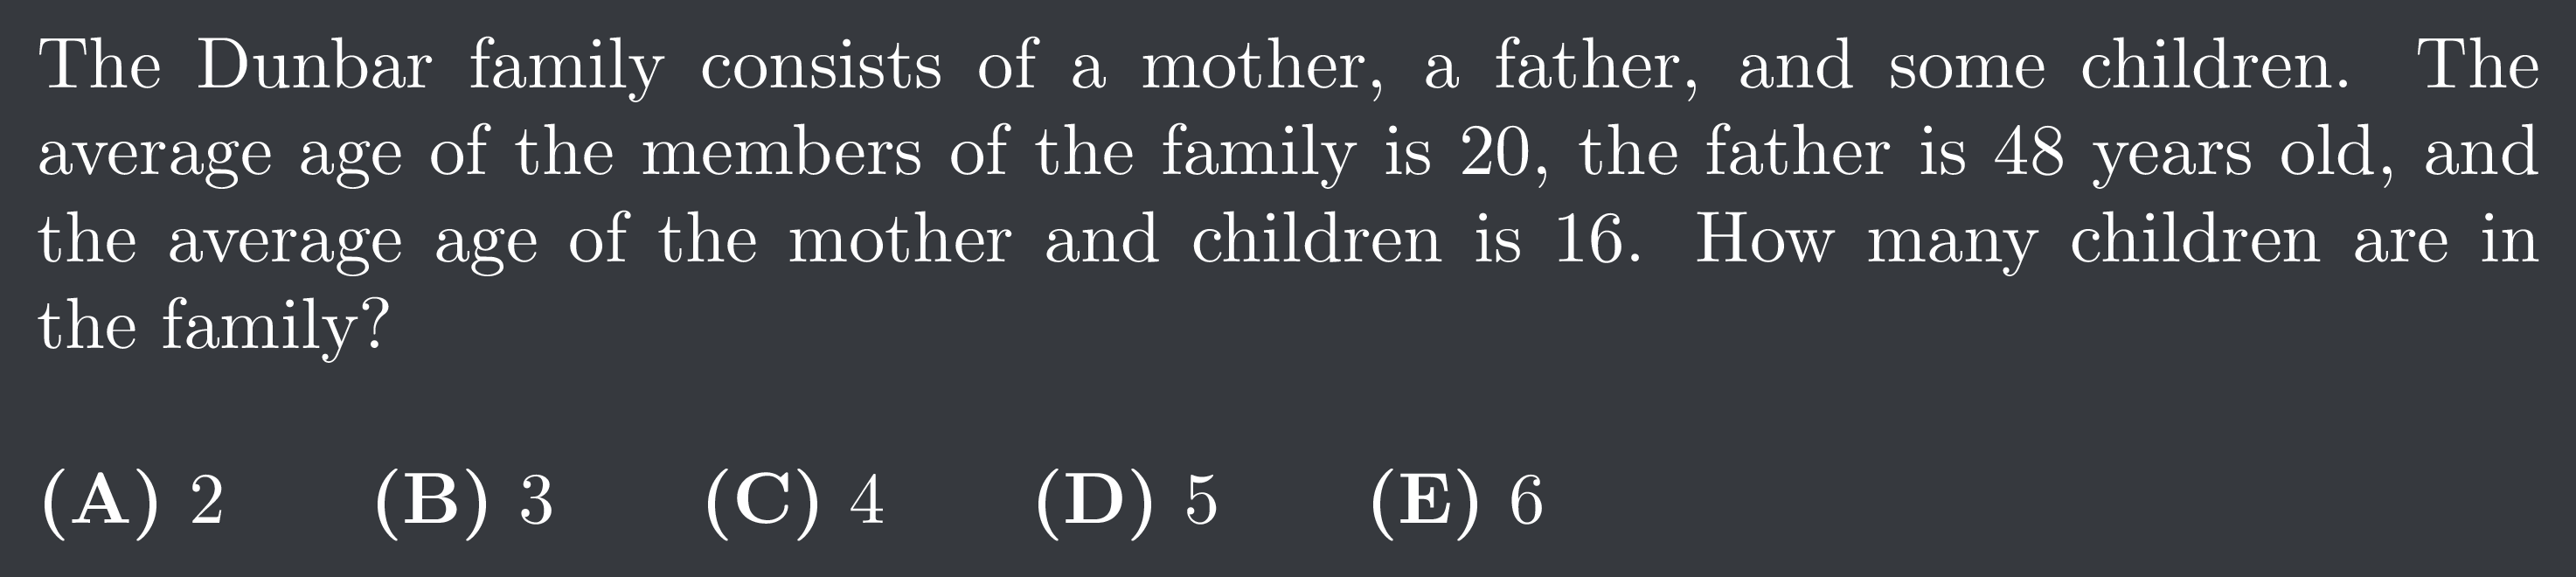 The Dunbar family consists of a mother, a father, and some children. The
average age of the members of the family is 20, the father is 48 years old, and
the average age of the mother and children is 16. How many children are in
the family?
(A) 2 (B) 3 (C) 4 (D) 5 (E) 6